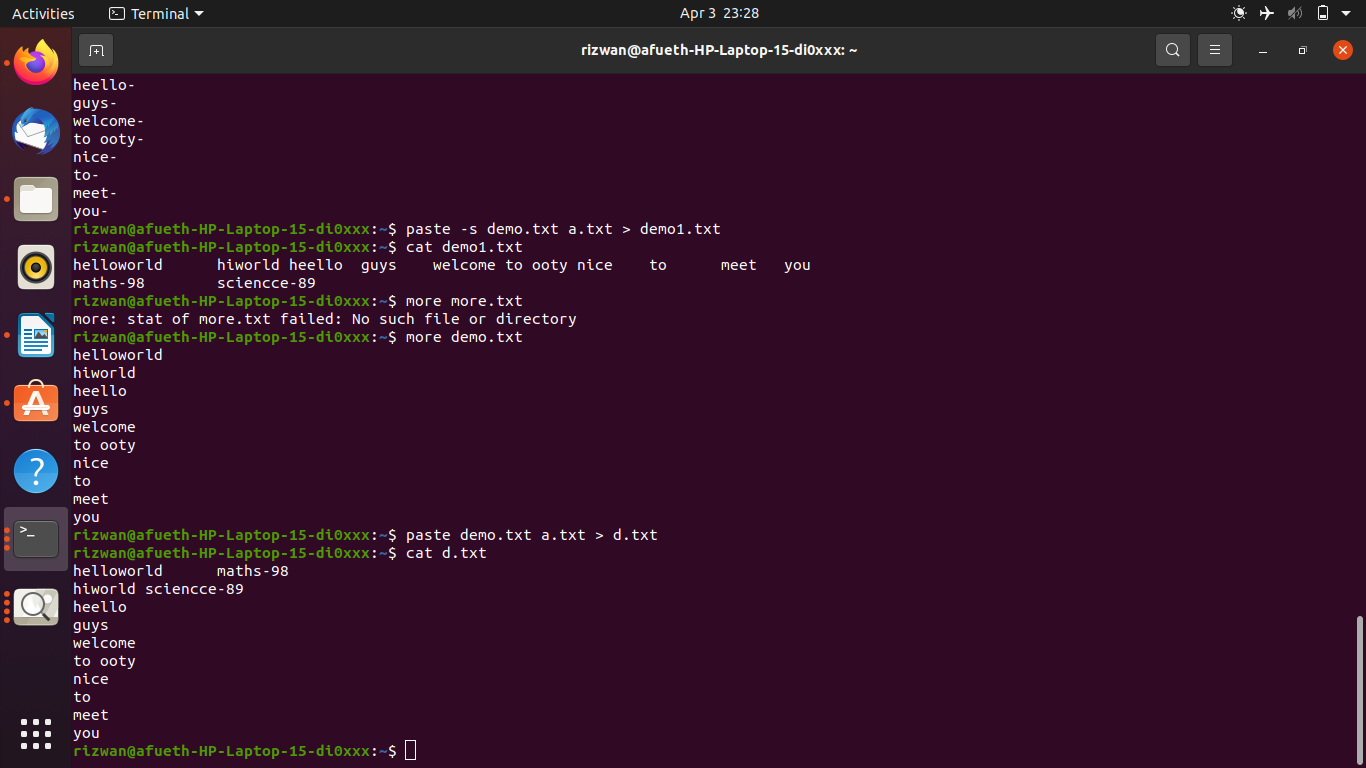 Activities Terminal Apr 3 23:28
rizwan@afueth-HP-Laptop-15-di0xxx: ~
heello-
guys-
welcome-
to ooty-
nice-
to-
meet-
you-
rizwan@afueth-HP-Laptop-15-di0xxx:~$ paste -s demo.txt a.txt > demo1.txt
rizwan@afueth-HP-Laptop-15-di0xxx:~$ cat demo1.txt
helloworld      hiworld heello  guys    welcome to ooty nice    to      meet   you
maths-98        sciencce-89
rizwan@afueth-HP-Laptop-15-di0xxx:~$ more more.txt
more: stat of more.txt failed: No such file or directory
rizwan@afueth-HP-Laptop-15-di0xxx:~$ more demo.txt
helloworld
hiworld
heello
guys
welcome
to ooty
nice
to
meet
you
rizwan@afueth-HP-Laptop-15-di0xxx:~$ paste demo.txt a.txt > d.txt
rizwan@afueth-HP-Laptop-15-di0xxx:~$ cat d.txt
helloworld      maths-98
hiworld sciencce-89
heello
guys
welcome
to ooty
nice
to
meet
you
rizwan@afueth-HP-Laptop-15-di0xxx:~$